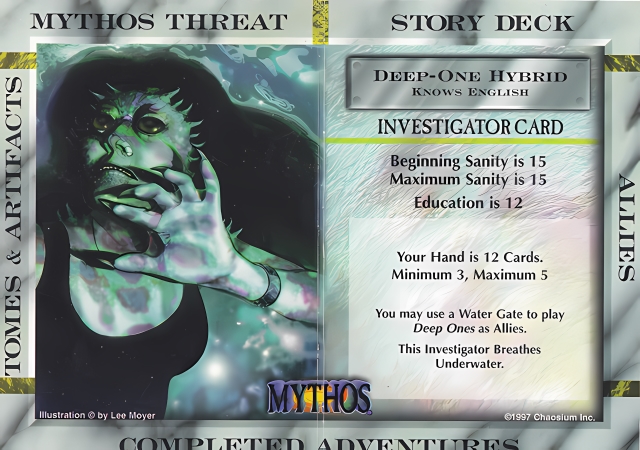 MYTHOS THREAT
STORY DECK
TOMES & ARTIFACTS
DEEP-ONE HYBRID
KNOWS ENGLISH
INVESTIGATOR CARD
Beginning Sanity is 15
Maximum Sanity is 15
Education is 12
Your Hand is 12 Cards.
Minimum 3, Maximum 5
You may use a Water Gate to play
Deep Ones as Allies.
This Investigator Breathes
Underwater.
ALLIES
MYTHOS
Illustration © by Lee Moyer
©1997 Chaosium Inc.
COMPLETED ADVENTURES